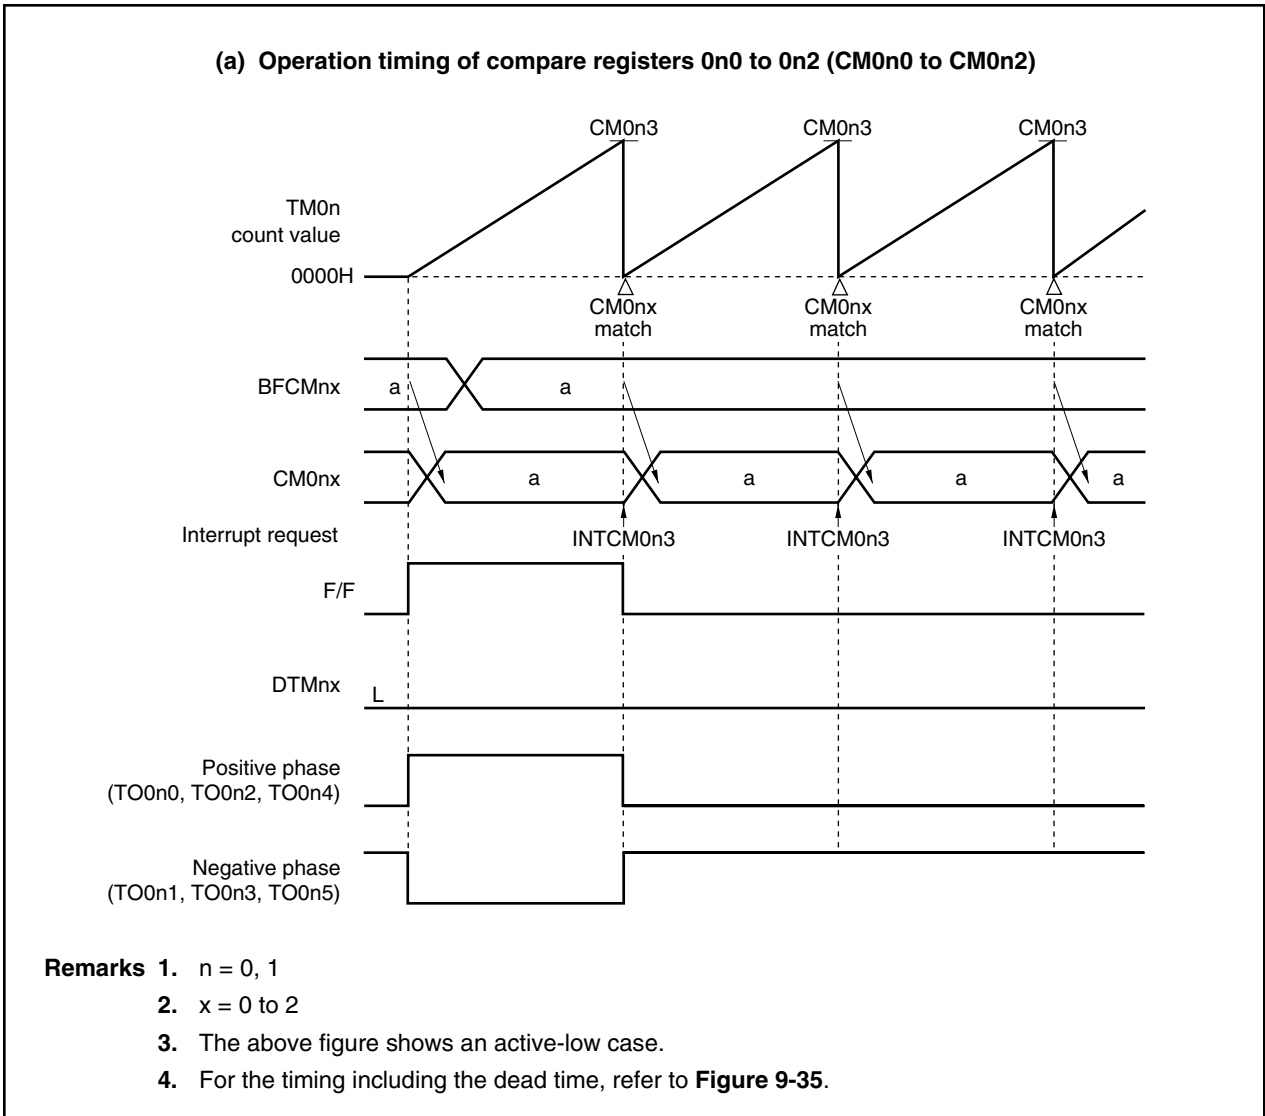 (a) Operation timing of compare registers 0n0 to 0n2 (CM0n0 to CM0n2)
CM0n3 CM0n3 CM0n3
TM0n
count value
0000H
CM0nx
match
CM0nx
match
CM0nx
match
BFCMnx a a
CM0nx a a a a
Interrupt request INTCM0n3 INTCM0n3 INTCM0n3
F/F
DTMnx L
Positive phase
(TO0n0, TO0n2, TO0n4)
Negative phase
(TO0n1, TO0n3, TO0n5)
Remarks 1. n = 0, 1
2. x = 0 to 2
3. The above figure shows an active-low case.
4. For the timing including the dead time, refer to Figure 9-35.